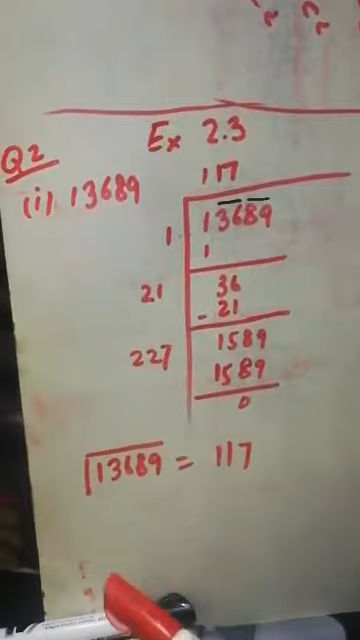 Ex 2.3
Q2
(i) 13689
117
1 13689
1
21 36
- 21
227 1589
1589
0
√13689 = 117